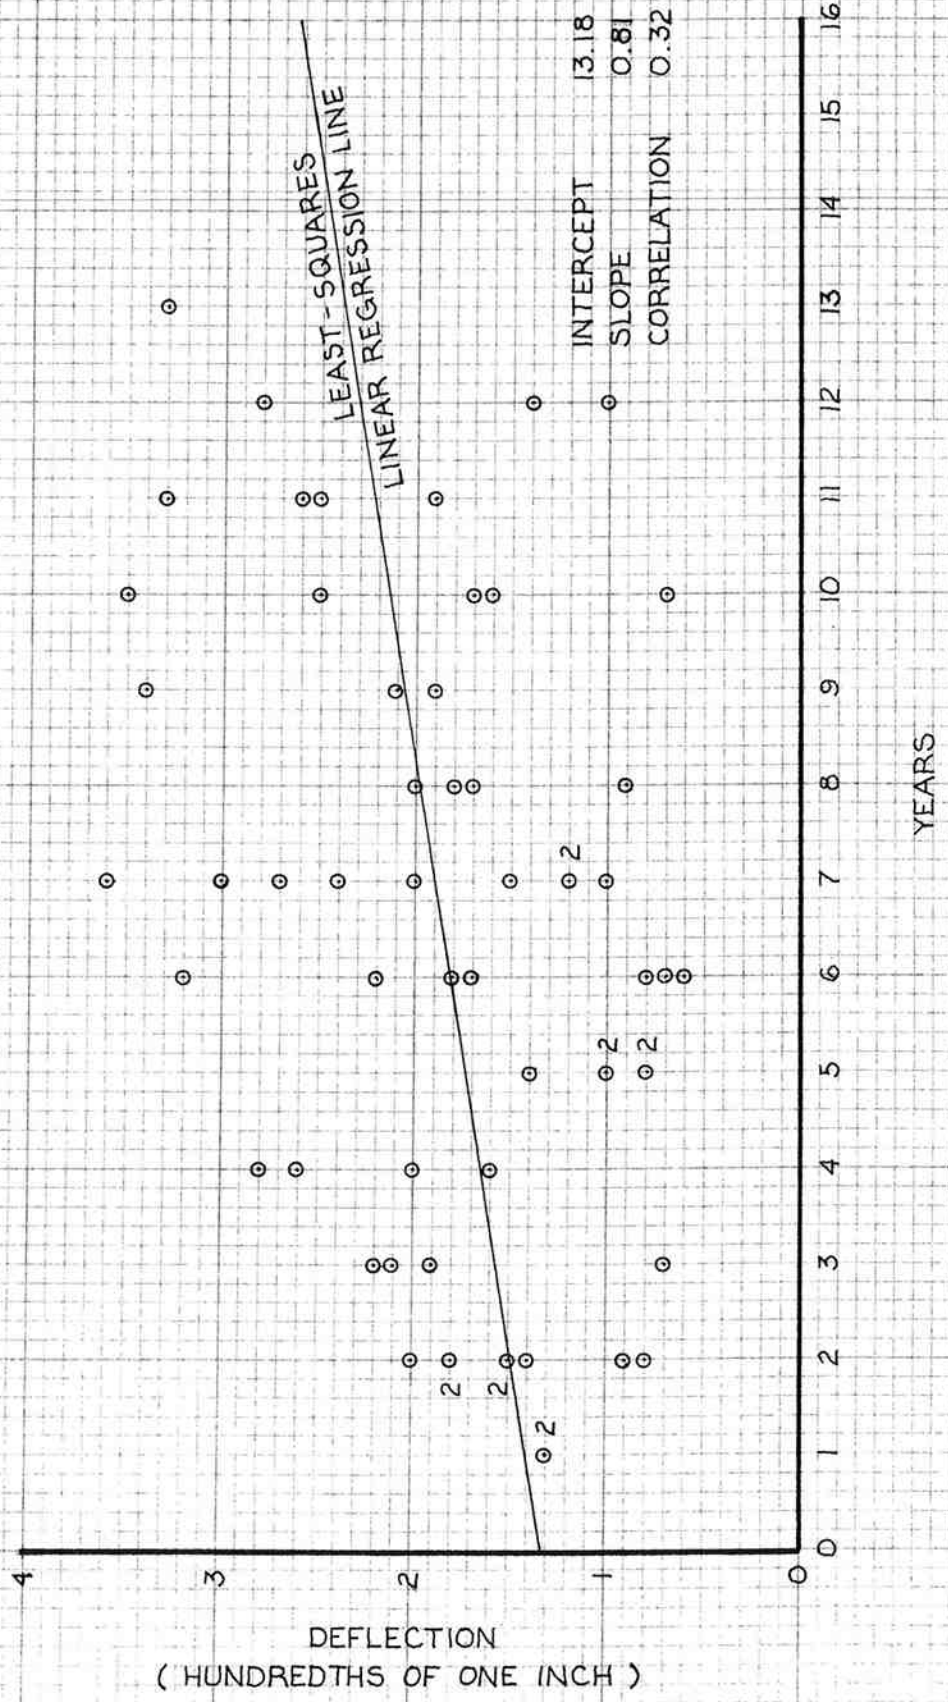 LEAST-SQUARES
LINEAR REGRESSION LINE
INTERCEPT 13.18
SLOPE 0.81
CORRELATION 0.32
2
2
2
2
2
2
4
3
2
1
0
DEFLECTION
( HUNDREDTHS OF ONE INCH )
0 1 2 3 4 5 6 7 8 9 10 11 12 13 14 15 16
YEARS